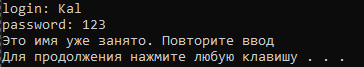 login: Kal
password: 123
Это имя уже занято. Повторите ввод
Для продолжения нажмите любую клавишу . . .